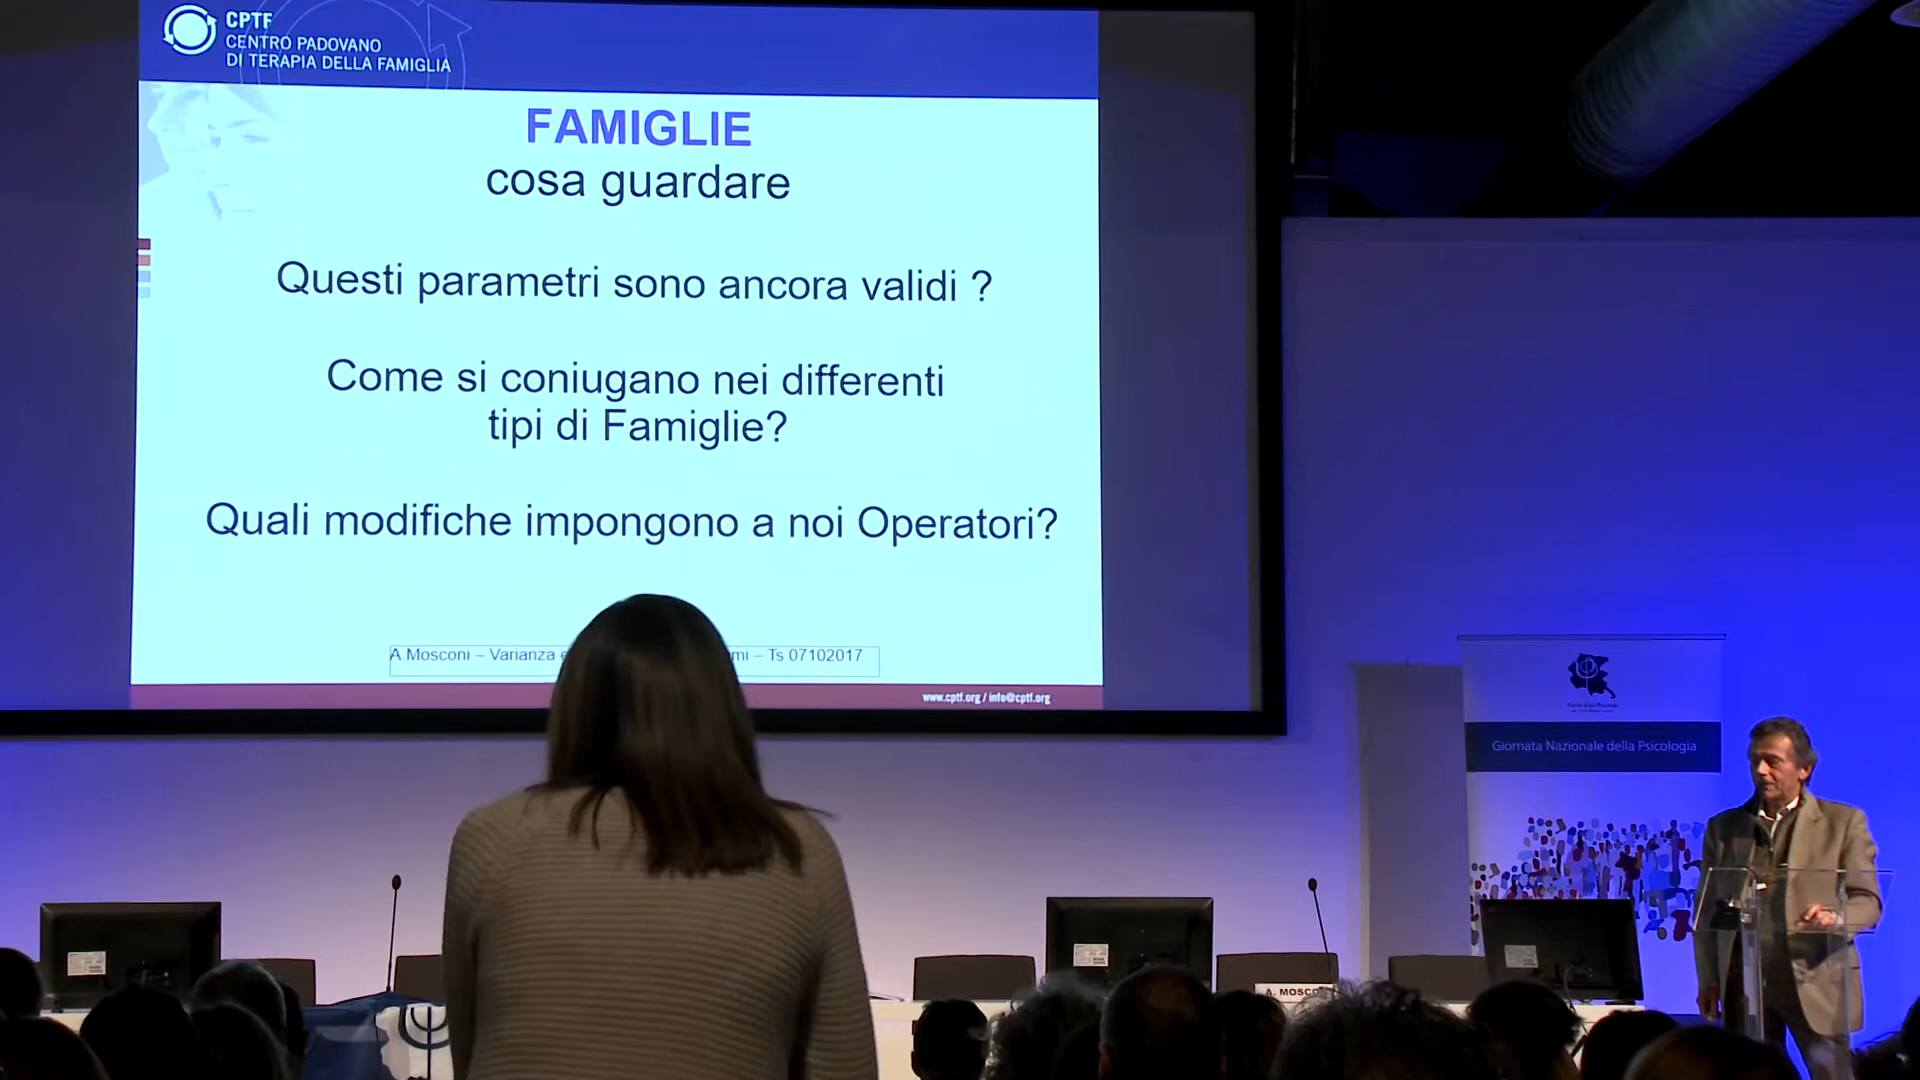 CPTF
CENTRO PADOVANO
DI TERAPIA DELLA FAMIGLIA
FAMIGLIE
cosa guardare
Questi parametri sono ancora validi ?
Come si coniugano nei differenti
tipi di Famiglie?
Quali modifiche impongono a noi Operatori?
A.Mosconi – Varianza e mi – Ts 07102017
www.cptf.org / info@cptf.org
Giornata Nazionale della Psicologia
A. MOSCO